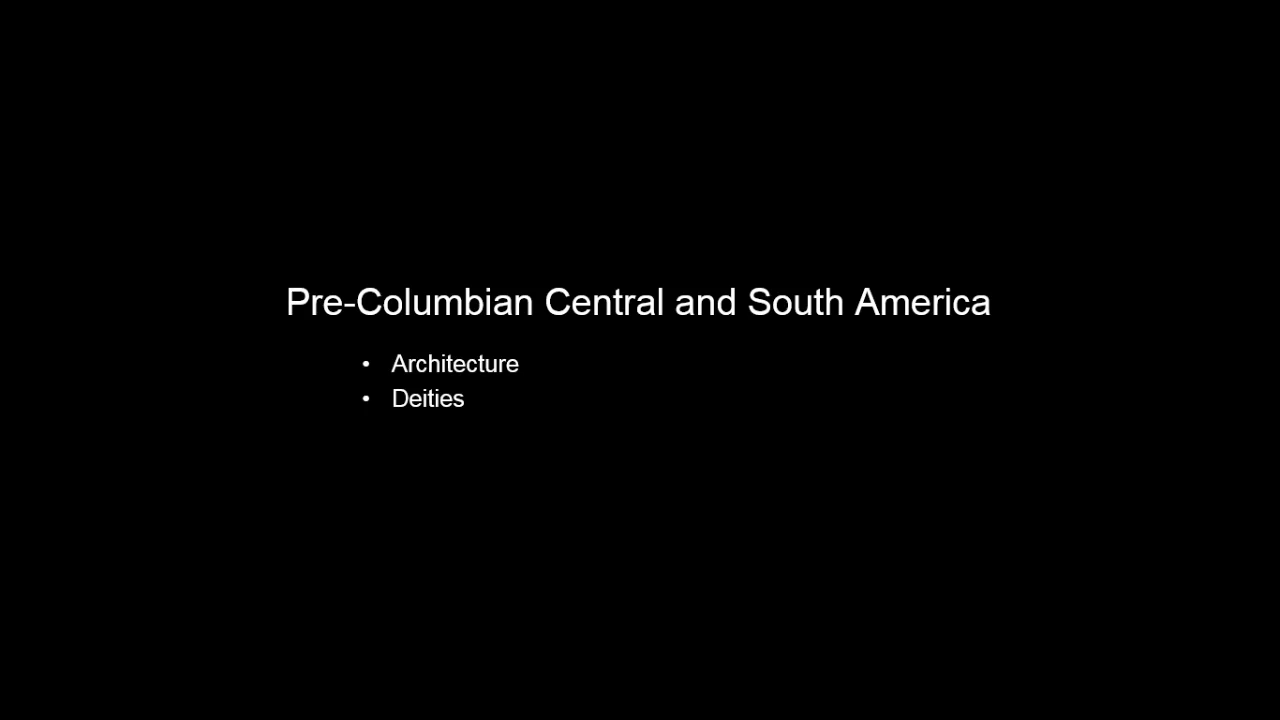 Pre-Columbian Central and South America
• Architecture
• Deities